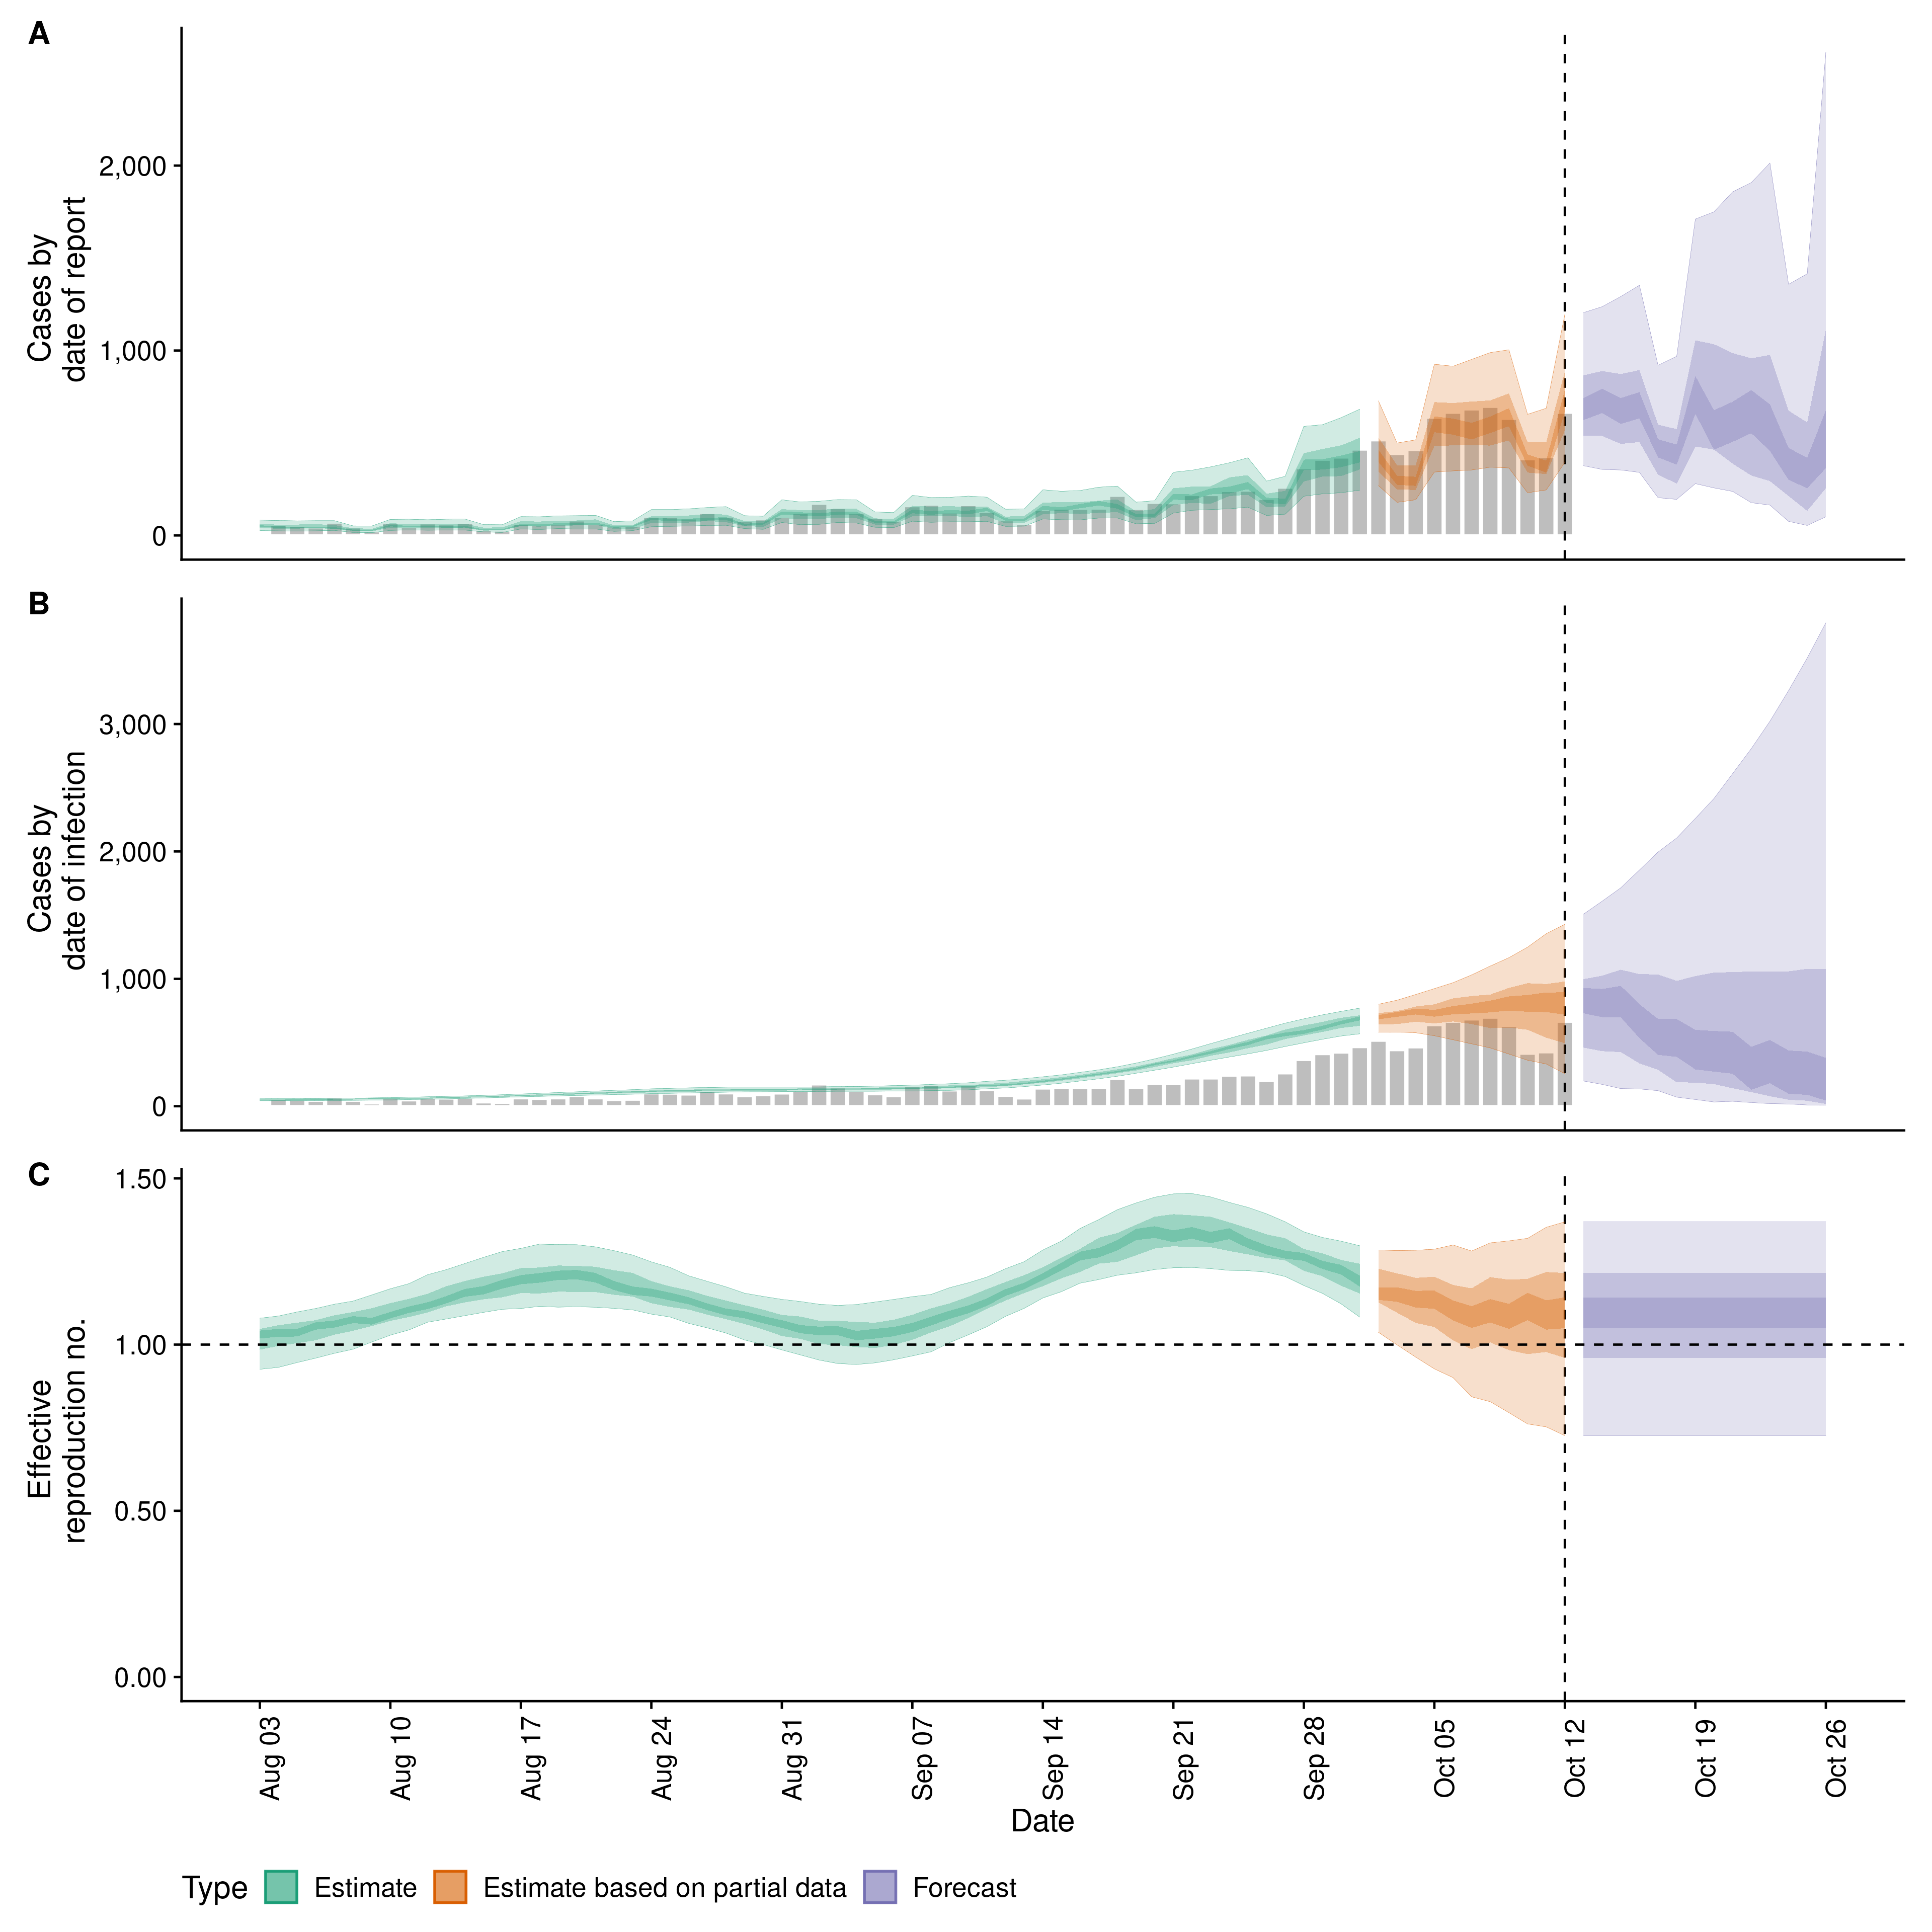 A
Cases by
date of report
2,000
1,000
0
B
Cases by
date of infection
3,000
2,000
1,000
0
C
Effective
reproduction no.
1.50
1.00
0.50
0.00
Aug 03
Aug 10
Aug 17
Aug 24
Aug 31
Sep 07
Sep 14
Sep 21
Sep 28
Oct 05
Oct 12
Oct 19
Oct 26
Date
Type Estimate Estimate based on partial data Forecast